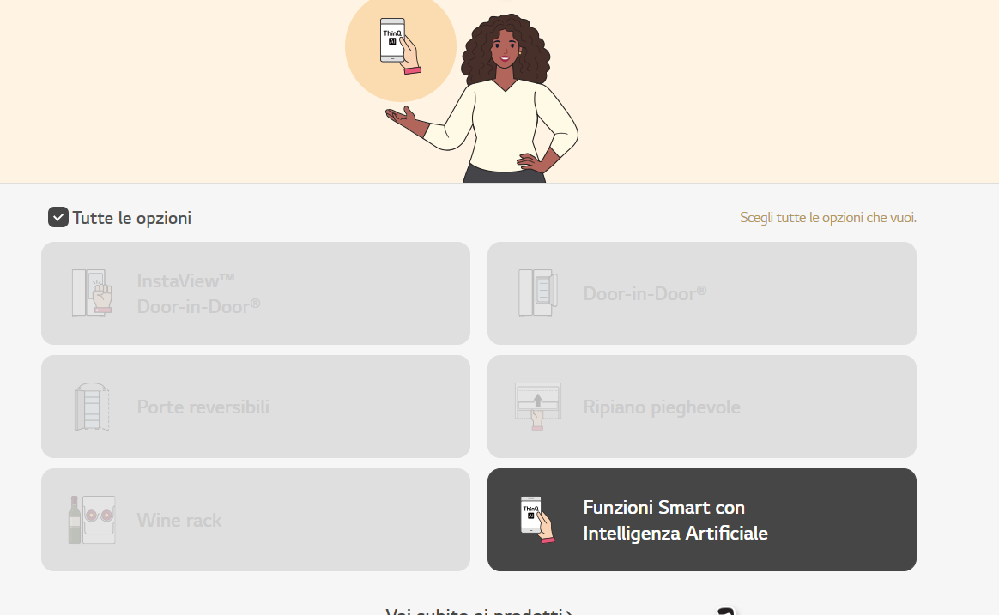 ThinQ
AI
Tutte le opzioni
Scegli tutte le opzioni che vuoi.
InstaView™
Door-in-Door®
Door-in-Door®
Porte reversibili
Ripiano pieghevole
Wine rack
ThinQ
AI
Funzioni Smart con
Intelligenza Artificiale
Vai subito ai prodotti>